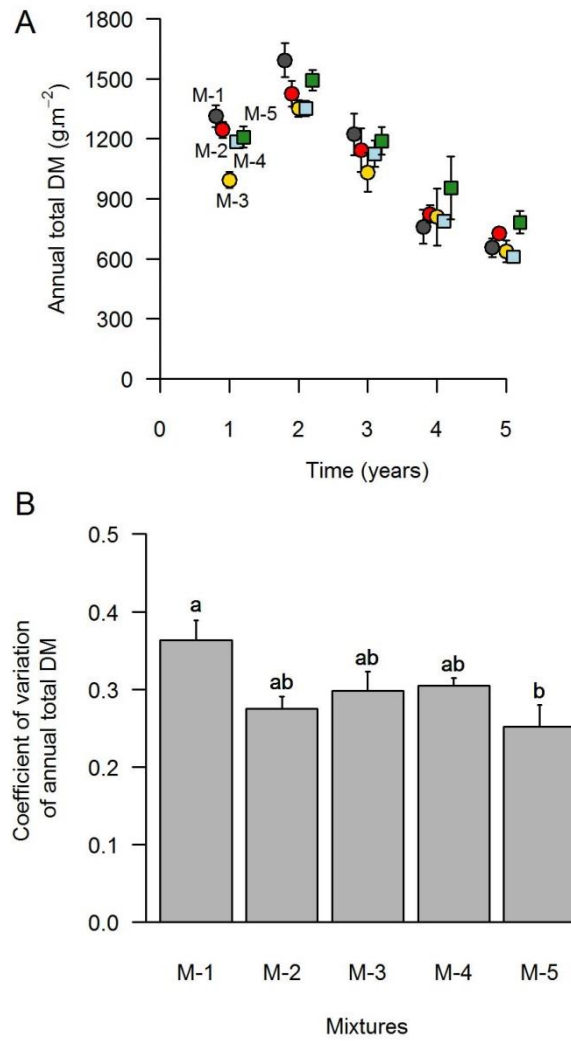 A
Annual total DM (g.m⁻²)
1800
1500
1200
900
600
300
0
M-1
M-2
M-3
M-4
M-5
0 1 2 3 4 5
Time (years)
B
Coefficient of variation
of annual total DM
0.5
0.4
0.3
0.2
0.1
0.0
a
ab
ab
ab
b
M-1 M-2 M-3 M-4 M-5
Mixtures